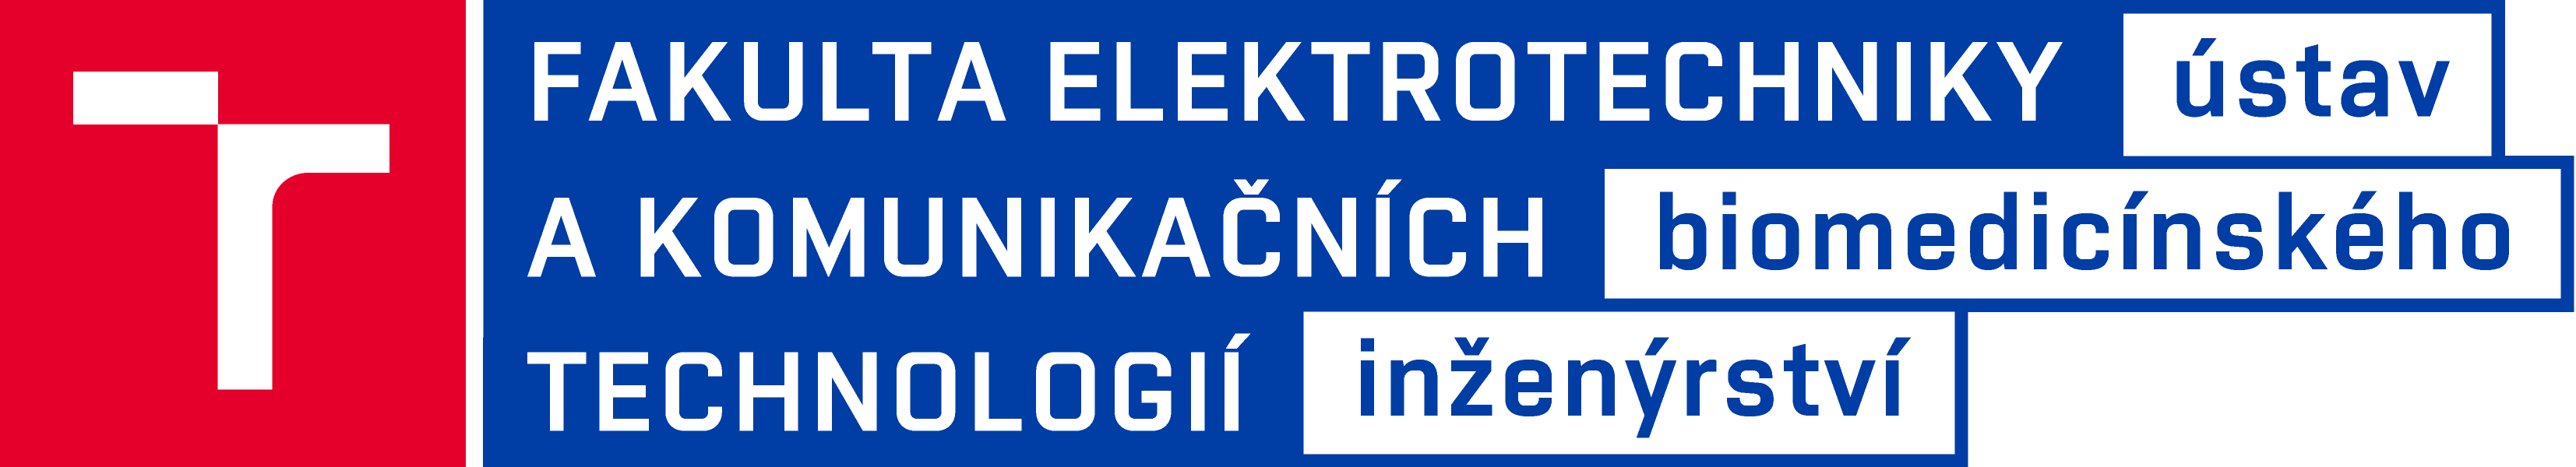 FAKULTA ELEKTROTECHNIKY ústav
A KOMUNIKAČNÍCH biomedicínského
TECHNOLOGIÍ inženýrství